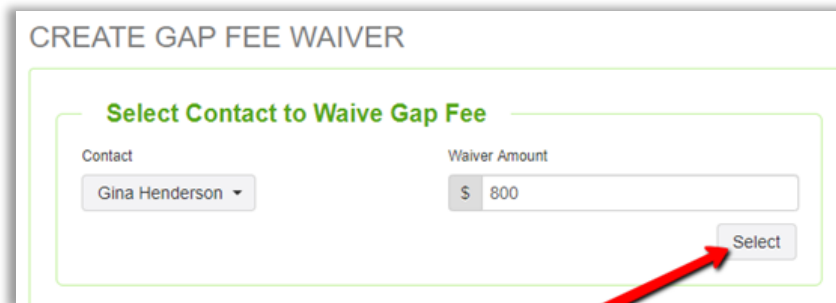 CREATE GAP FEE WAIVER
Select Contact to Waive Gap Fee
Contact
Waiver Amount
Gina Henderson
$ 800
Select